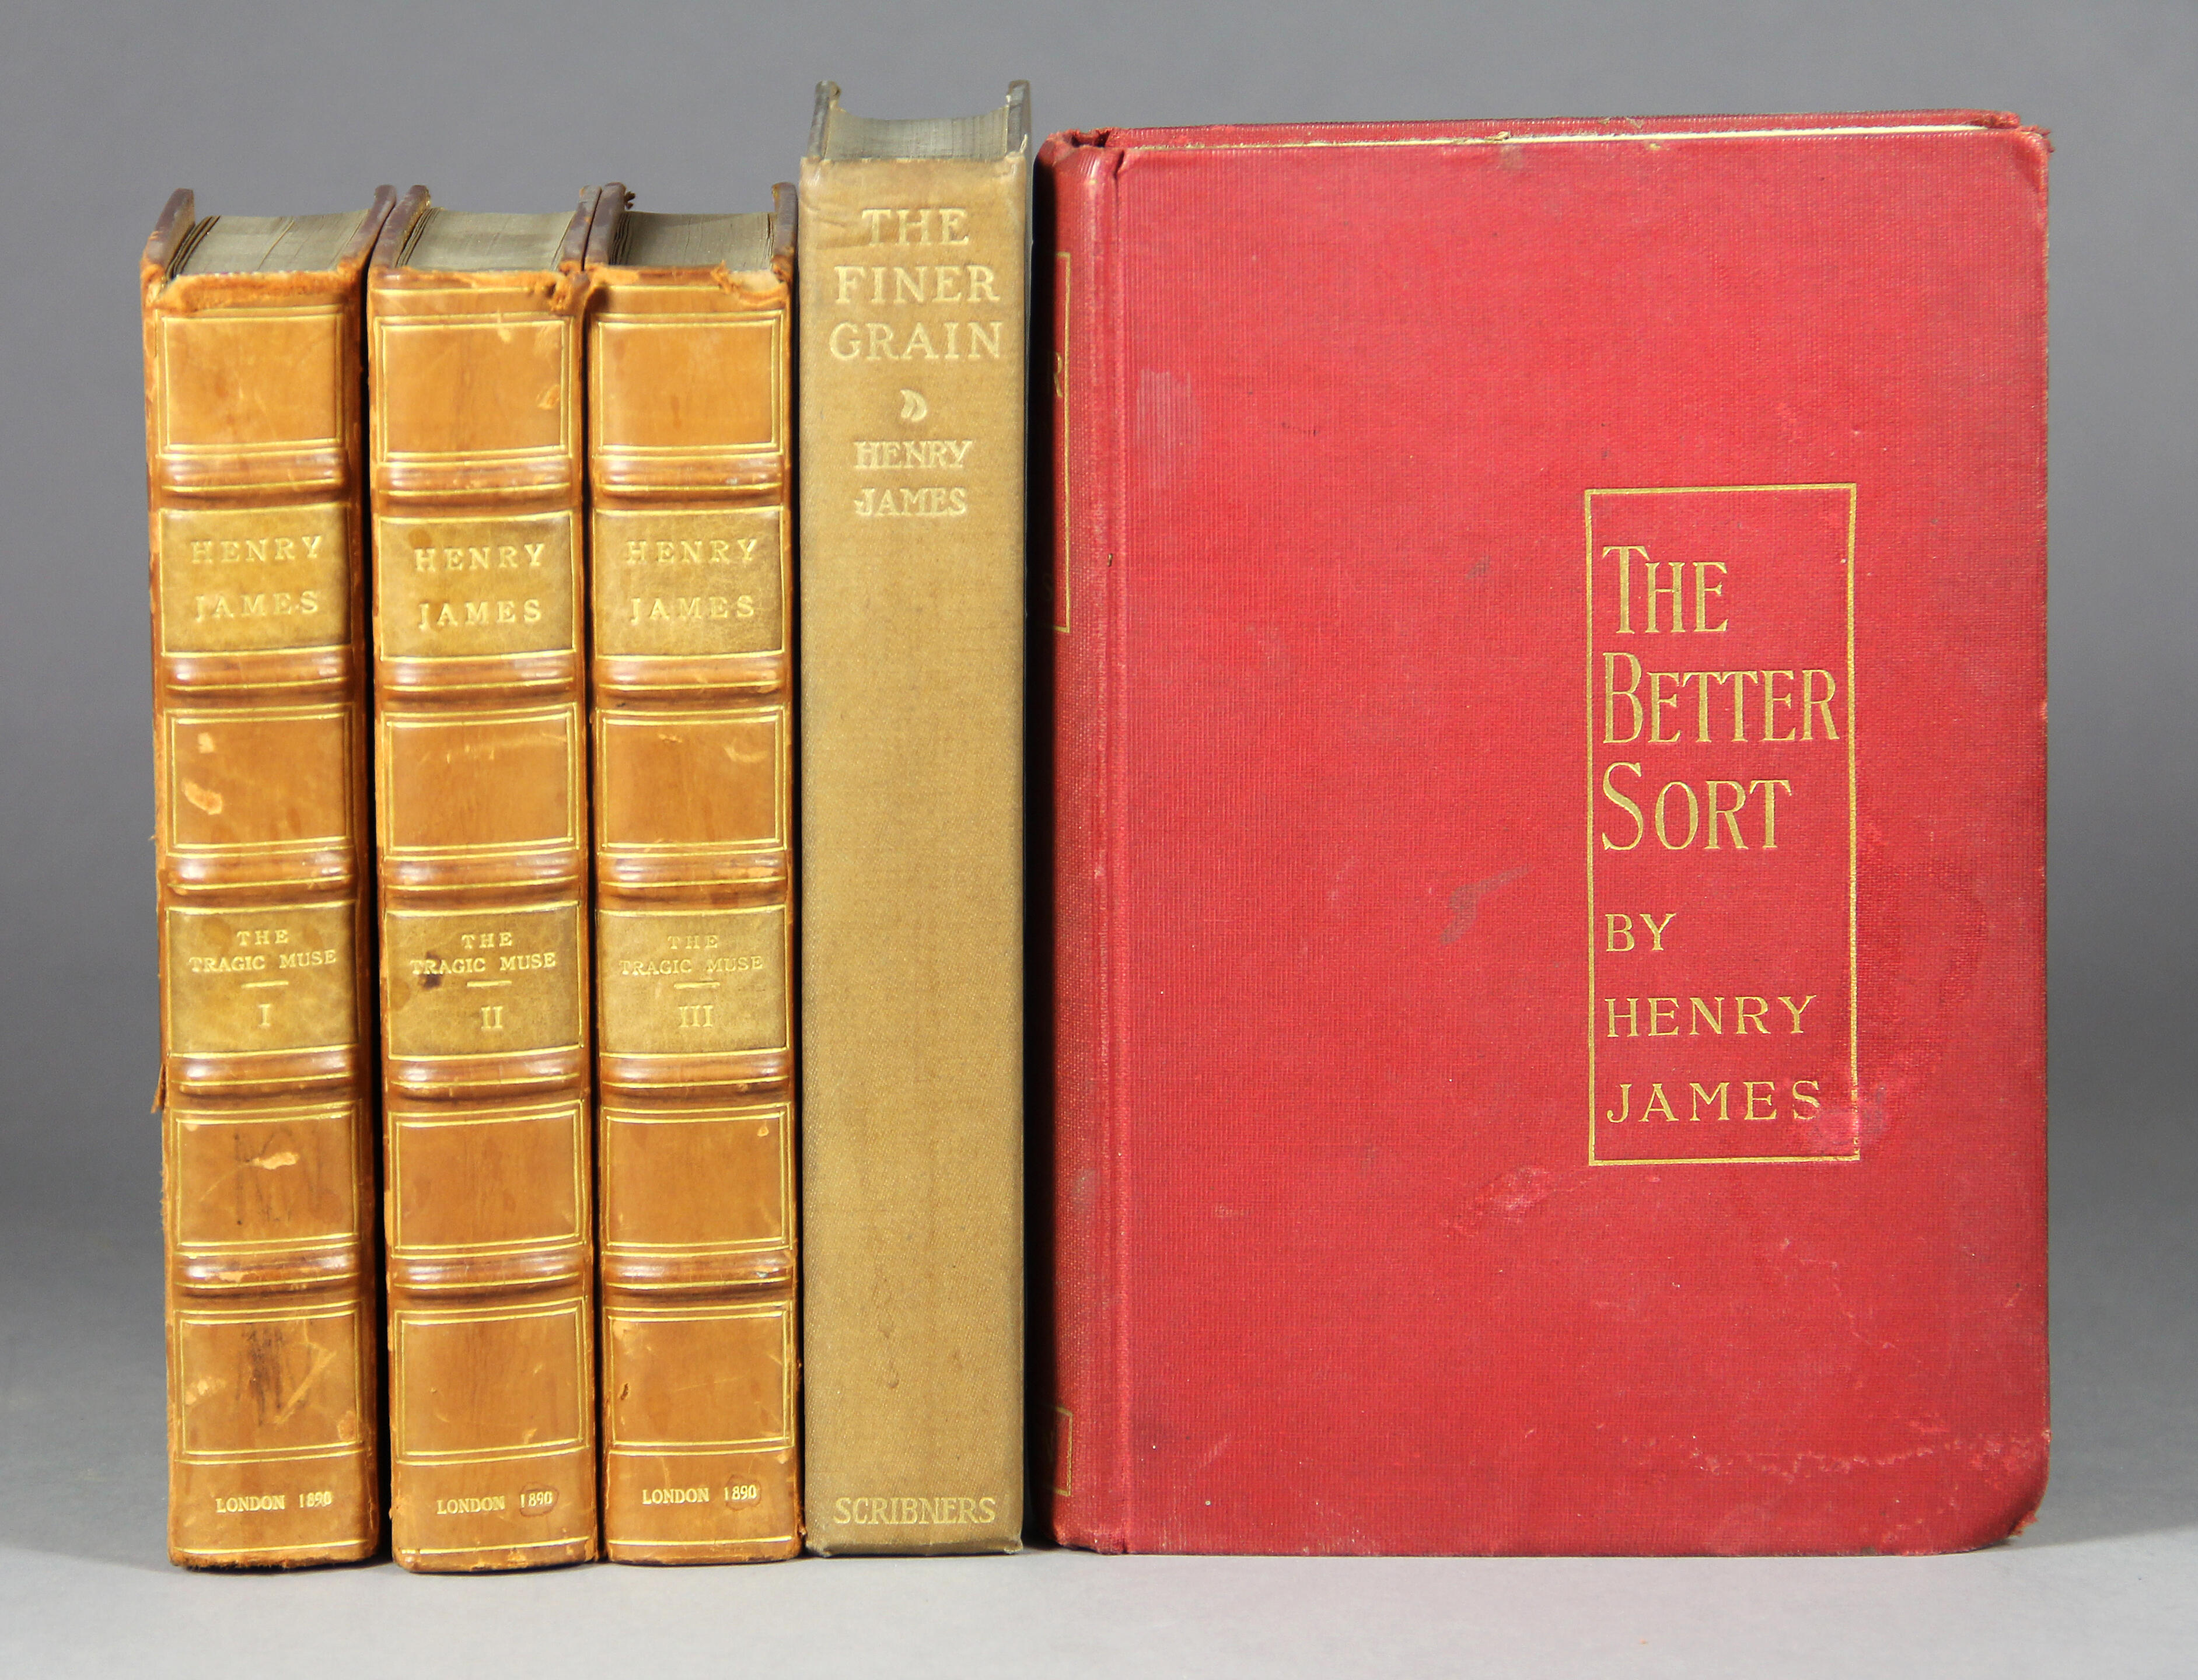 HENRY
JAMES
THE
TRAGIC MUSE
I
LONDON 1890
HENRY
JAMES
THE
TRAGIC MUSE
II
LONDON 1890
HENRY
JAMES
THE
TRAGIC MUSE
III
LONDON 1890
THE
FINER
GRAIN
HENRY
JAMES
SCRIBNERS
THE
BETTER
SORT
BY
HENRY
JAMES